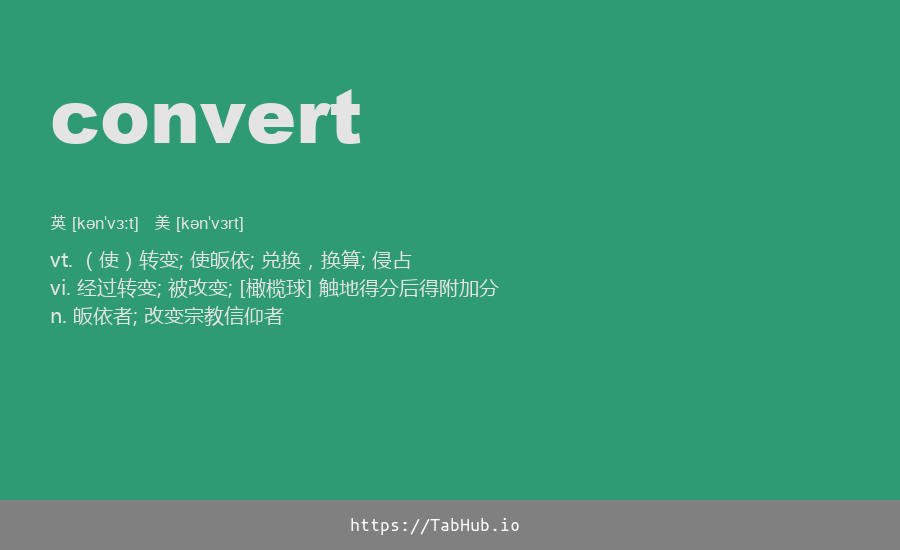 convert
英 [kən'vɜːt] 美 [kən'vɜrt]
vt. （使）转变; 使皈依; 兑换，换算; 侵占
vi. 经过转变; 被改变; [橄榄球] 触地得分后得附加分
n. 皈依者; 改变宗教信仰者
https://TabHub.io